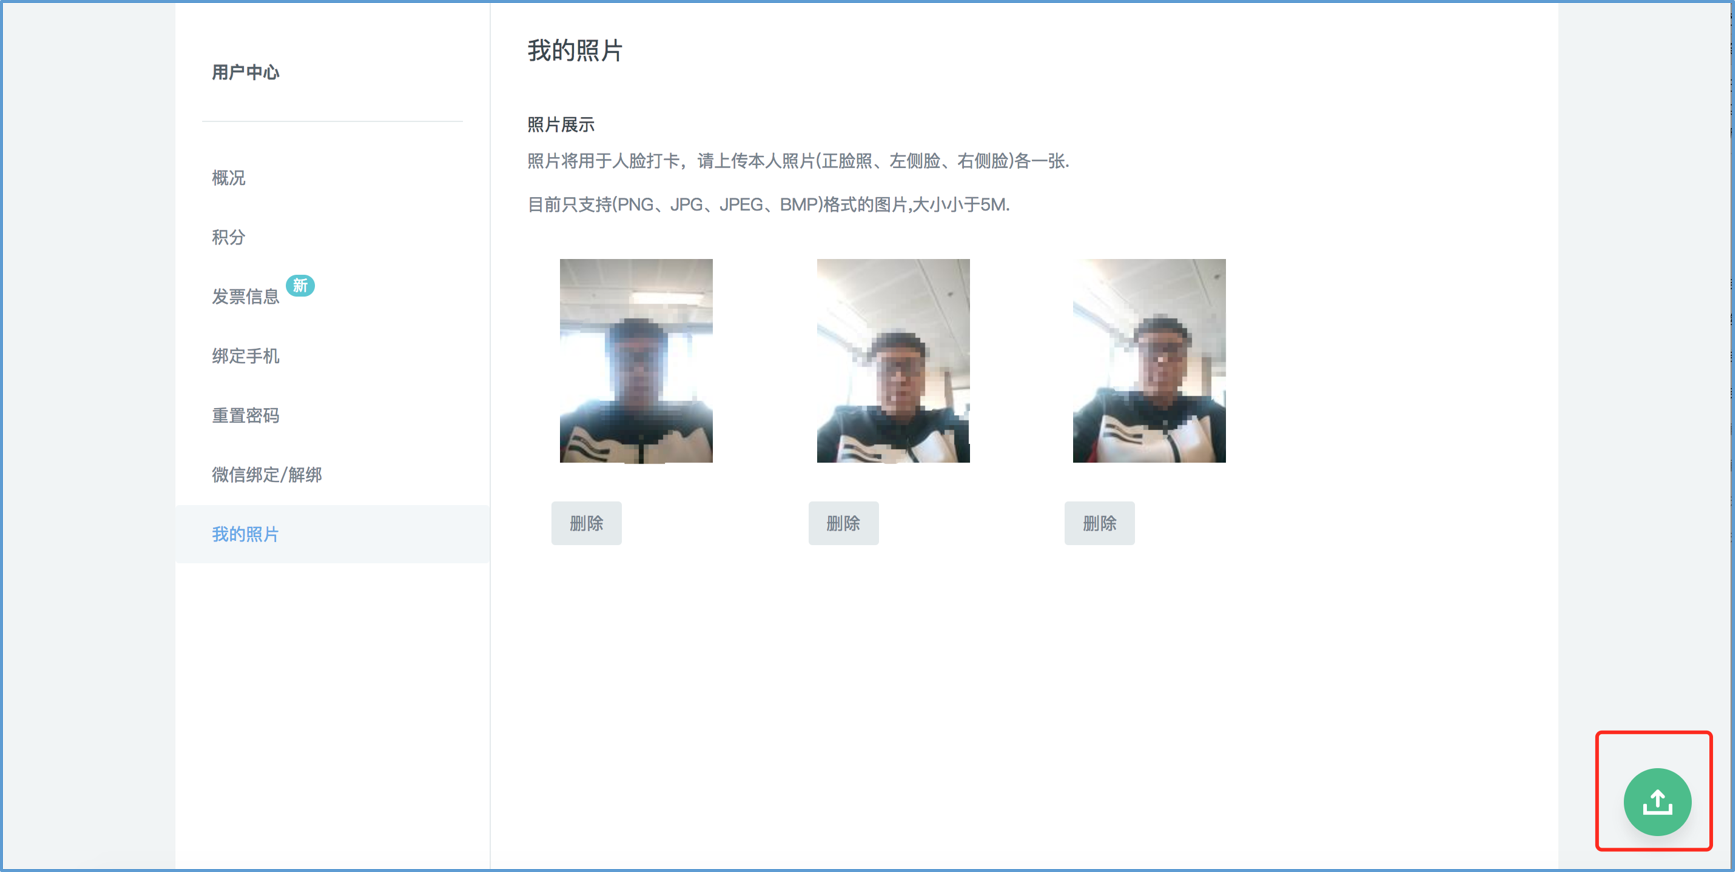 用户中心
概况
积分
发票信息 新
绑定手机
重置密码
微信绑定/解绑
我的照片
我的照片
照片展示
照片将用于人脸打卡，请上传本人照片(正脸照、左侧脸、右侧脸)各一张.
目前只支持(PNG、JPG、JPEG、BMP)格式的图片,大小小于5M.
删除 删除 删除